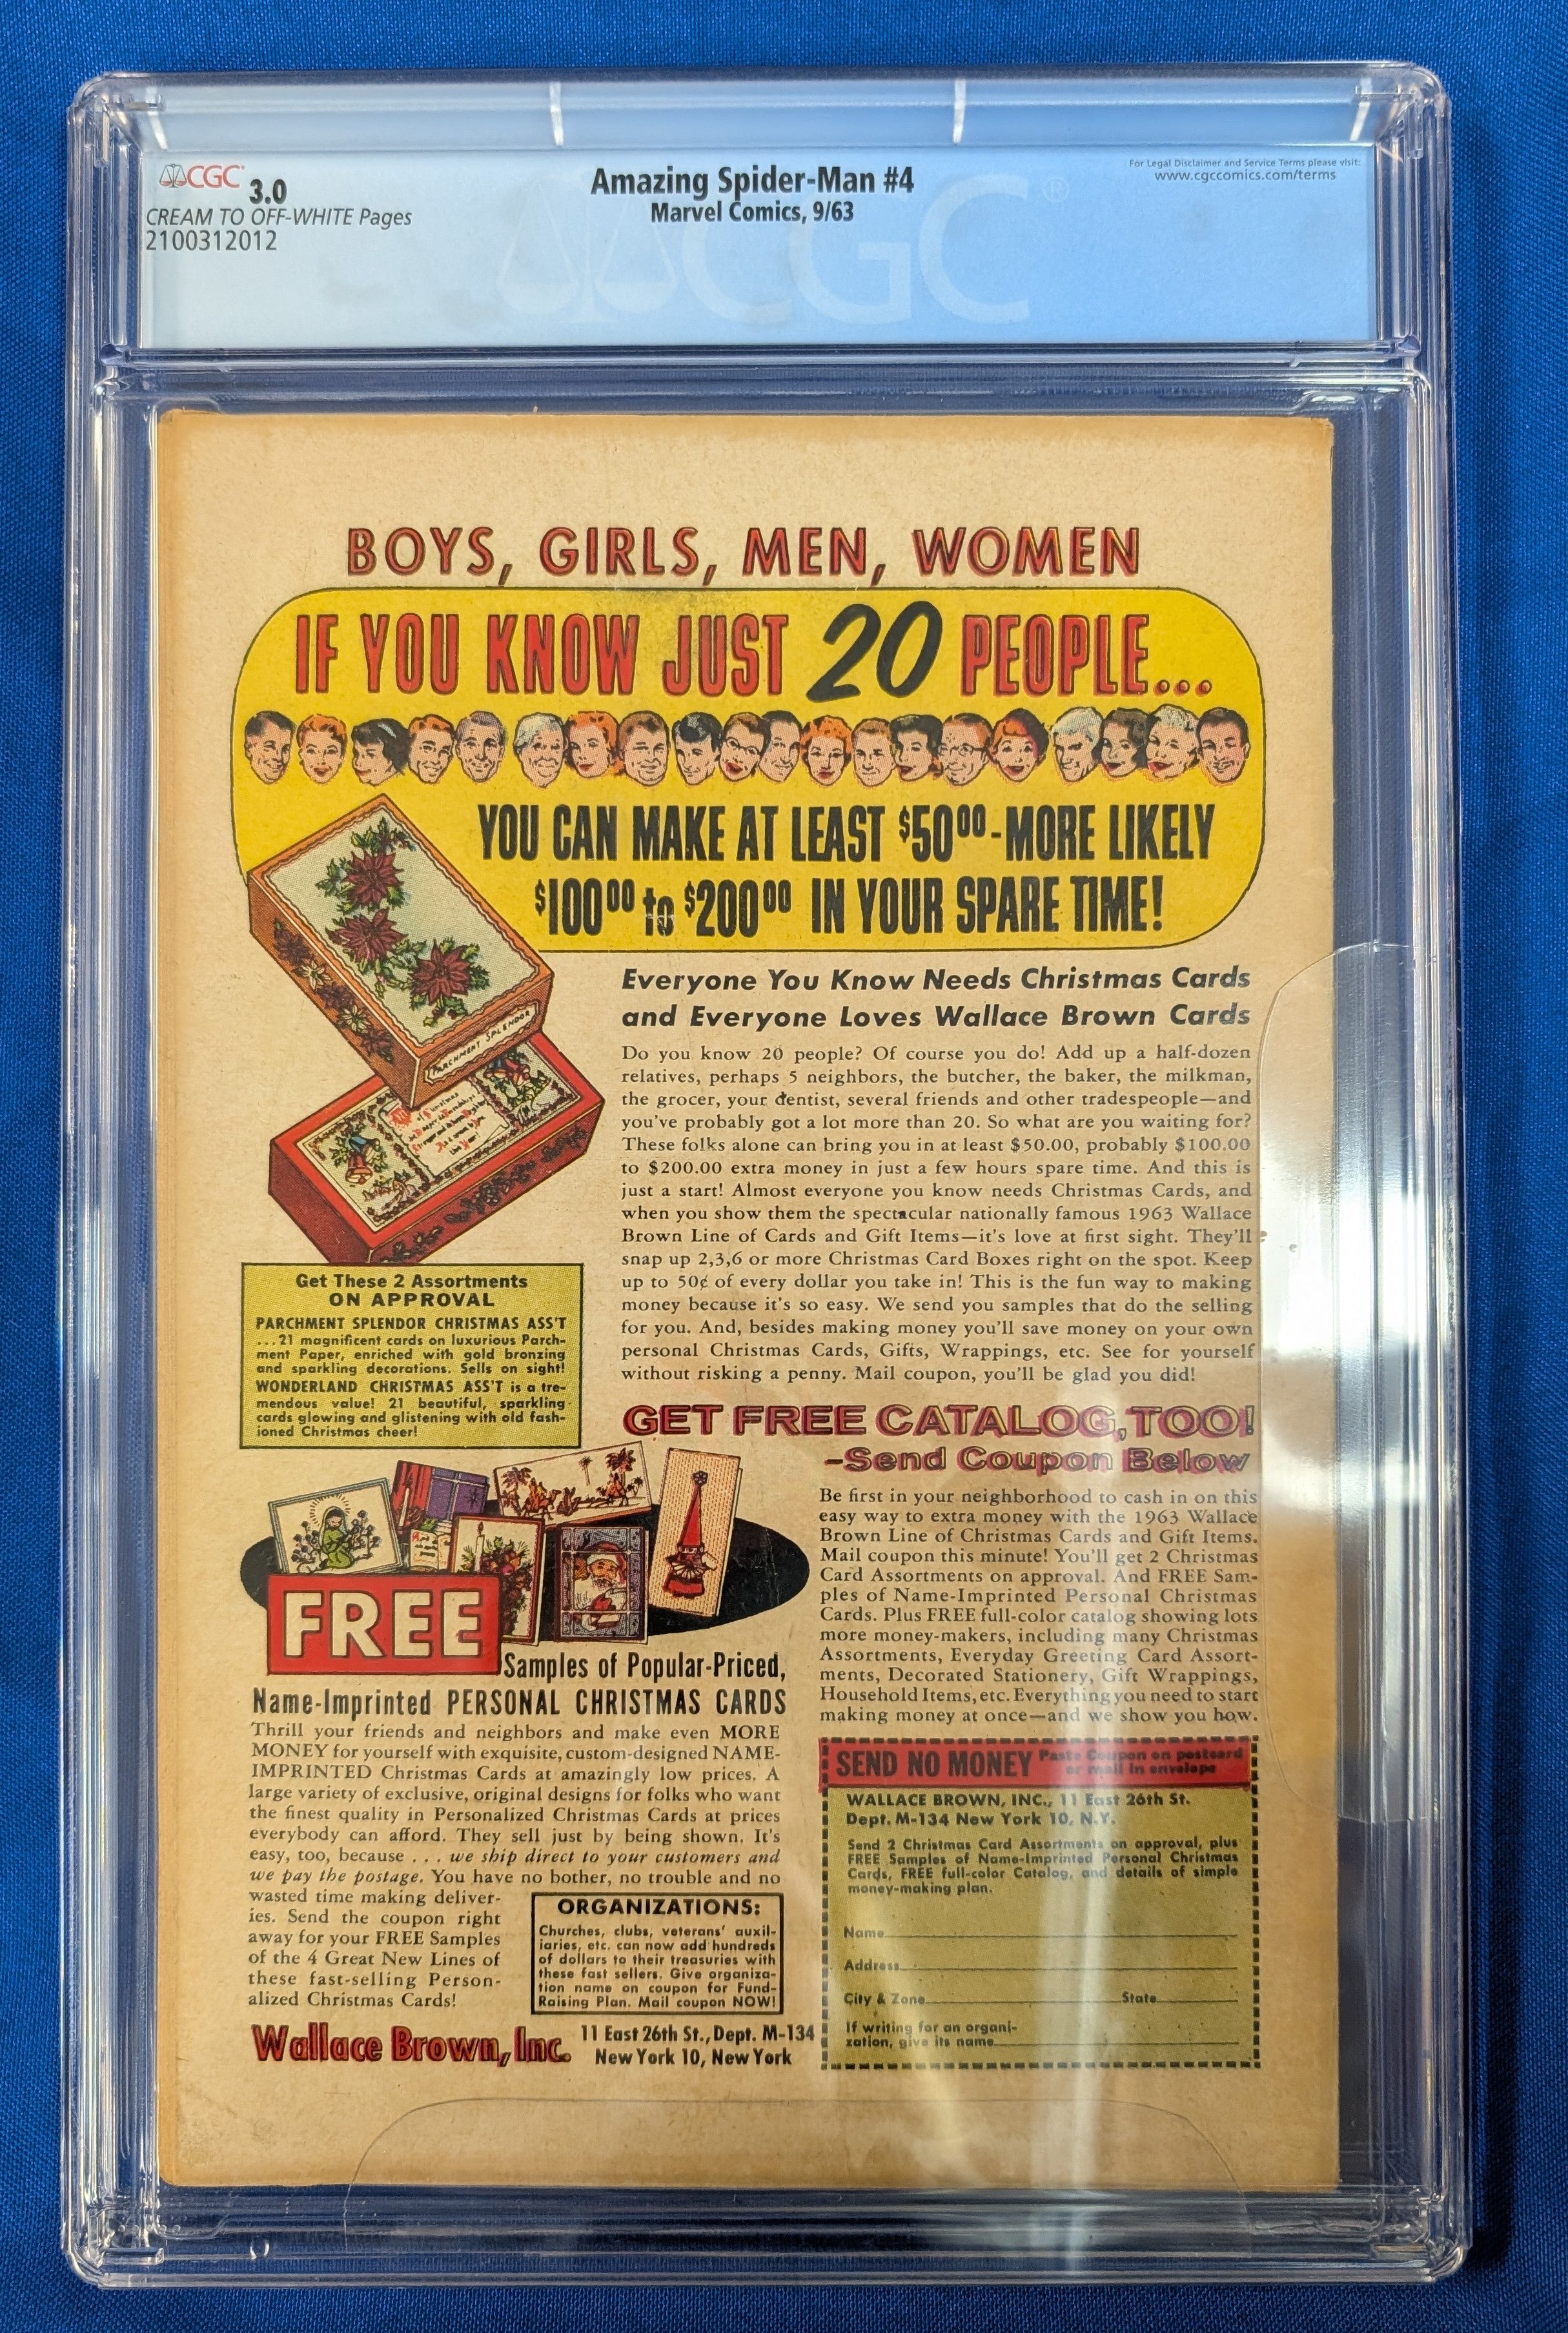 CGC
3.0
CREAM TO OFF-WHITE Pages
2100312012
Amazing Spider-Man #4
Marvel Comics, 9/63
For Legal Disclaimer and Service Terms please visit:
www.cgccomics.com/terms
CGC ®
BOYS, GIRLS, MEN, WOMEN
IF YOU KNOW JUST 20 PEOPLE...
YOU CAN MAKE AT LEAST $50 00 - MORE LIKELY
$100 00 to $200 00 IN YOUR SPARE TIME!
PARCHMENT SPLENDOR
Everyone You Know Needs Christmas Cards
and Everyone Loves Wallace Brown Cards
Do you know 20 people? Of course you do! Add up a half-dozen
relatives, perhaps 5 neighbors, the butcher, the baker, the milkman,
the grocer, your dentist, several friends and other tradespeople—and
you've probably got a lot more than 20. So what are you waiting for?
These folks alone can bring you in at least $50.00, probably $100.00
to $200.00 extra money in just a few hours spare time. And this is
just a start! Almost everyone you know needs Christmas Cards, and
when you show them the spectacular nationally famous 1963 Wallace
Brown Line of Cards and Gift Items—it's love at first sight. They'll
snap up 2,3,6 or more Christmas Card Boxes right on the spot. Keep
up to 50¢ of every dollar you take in! This is the fun way to making
money because it's so easy. We send you samples that do the selling
for you. And, besides making money you'll save money on your own
personal Christmas Cards, Gifts, Wrappings, etc. See for yourself
without risking a penny. Mail coupon, you'll be glad you did!
Get These 2 Assortments
ON APPROVAL
PARCHMENT SPLENDOR CHRISTMAS ASS'T
...21 magnificent cards on luxurious Parch-
ment Paper, enriched with gold bronzing
and sparkling decorations. Sells on sight!
WONDERLAND CHRISTMAS ASS'T is a tre-
mendous value! 21 beautiful, sparkling
cards glowing and glistening with old fash-
ioned Christmas cheer!
GET FREE CATALOG, TOO!
–Send Coupon Below
Be first in your neighborhood to cash in on this
easy way to extra money with the 1963 Wallace
Brown Line of Christmas Cards and Gift Items.
Mail coupon this minute! You'll get 2 Christmas
Card Assortments on approval. And FREE Sam-
ples of Name-Imprinted Personal Christmas
Cards. Plus FREE full-color catalog showing lots
more money-makers, including many Christmas
Assortments, Everyday Greeting Card Assort-
ments, Decorated Stationery, Gift Wrappings,
Household Items, etc. Everything you need to start
making money at once—and we show you how.
FREE
Samples of Popular-Priced,
Name-Imprinted PERSONAL CHRISTMAS CARDS
Thrill your friends and neighbors and make even MORE
MONEY for yourself with exquisite, custom-designed NAME-
IMPRINTED Christmas Cards at amazingly low prices. A
large variety of exclusive, original designs for folks who want
the finest quality in Personalized Christmas Cards at prices
everybody can afford. They sell just by being shown. It's
easy, too, because . . . we ship direct to your customers and
we pay the postage. You have no bother, no trouble and no
wasted time making deliver-
ies. Send the coupon right
away for your FREE Samples
of the 4 Great New Lines of
these fast-selling Person-
alized Christmas Cards!
ORGANIZATIONS:
Churches, clubs, veterans' auxil-
iaries, etc. can now add hundreds
of dollars to their treasuries with
these fast sellers. Give organiza-
tion name on coupon for Fund-
Raising Plan. Mail coupon NOW!
Wallace Brown, Inc.
11 East 26th St., Dept. M-134
New York 10, New York
SEND NO MONEY Paste Coupon on postcard
or mail in envelope
WALLACE BROWN, INC., 11 East 26th St.
Dept. M-134 New York 10, N.Y.
Send 2 Christmas Card Assortments on approval, plus
FREE Samples of Name-Imprinted Personal Christmas
Cards, FREE full-color Catalog, and details of simple
money-making plan.
Name
Address
City & Zone State
If writing for an organi-
zation, give its name